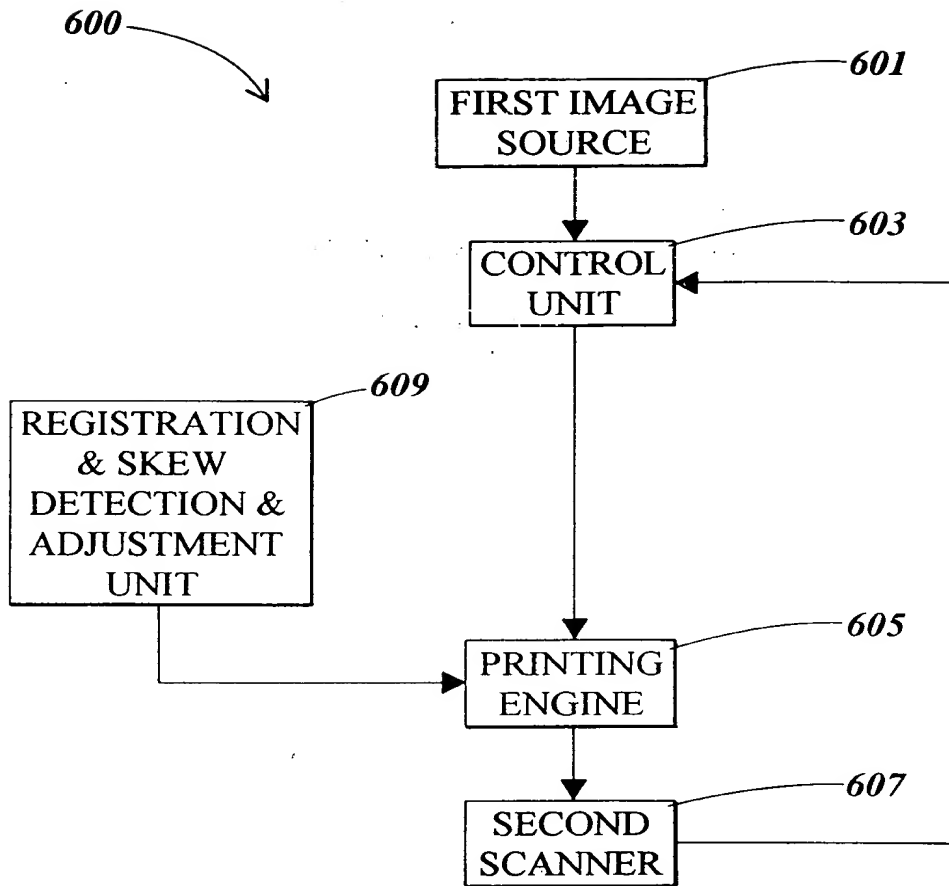 600
601
FIRST IMAGE
SOURCE
603
CONTROL
UNIT
609
REGISTRATION
& SKEW
DETECTION &
ADJUSTMENT
UNIT
605
PRINTING
ENGINE
607
SECOND
SCANNER